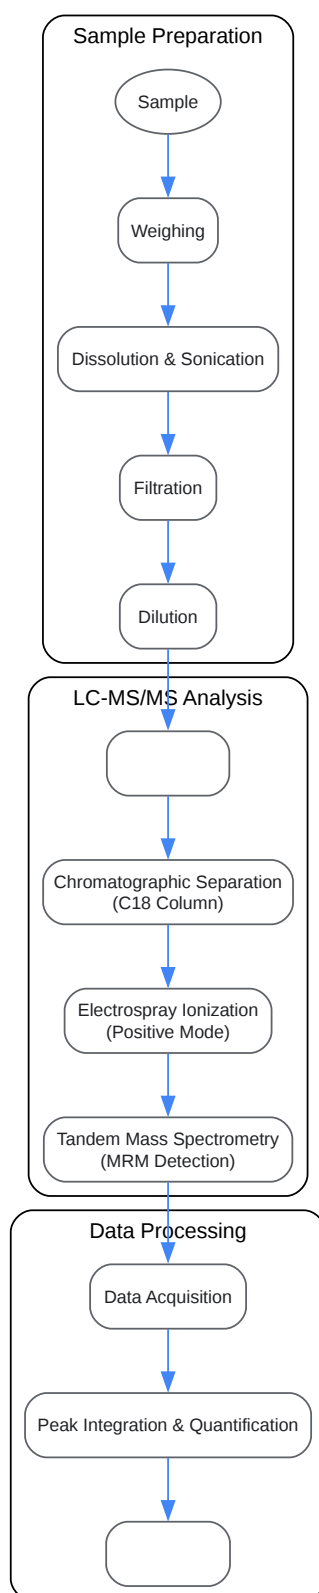 Sample Preparation
Sample
Weighing
Dissolution & Sonication
Filtration
Dilution
LC-MS/MS Analysis
Chromatographic Separation
(C18 Column)
Electrospray Ionization
(Positive Mode)
Tandem Mass Spectrometry
(MRM Detection)
Data Processing
Data Acquisition
Peak Integration & Quantification